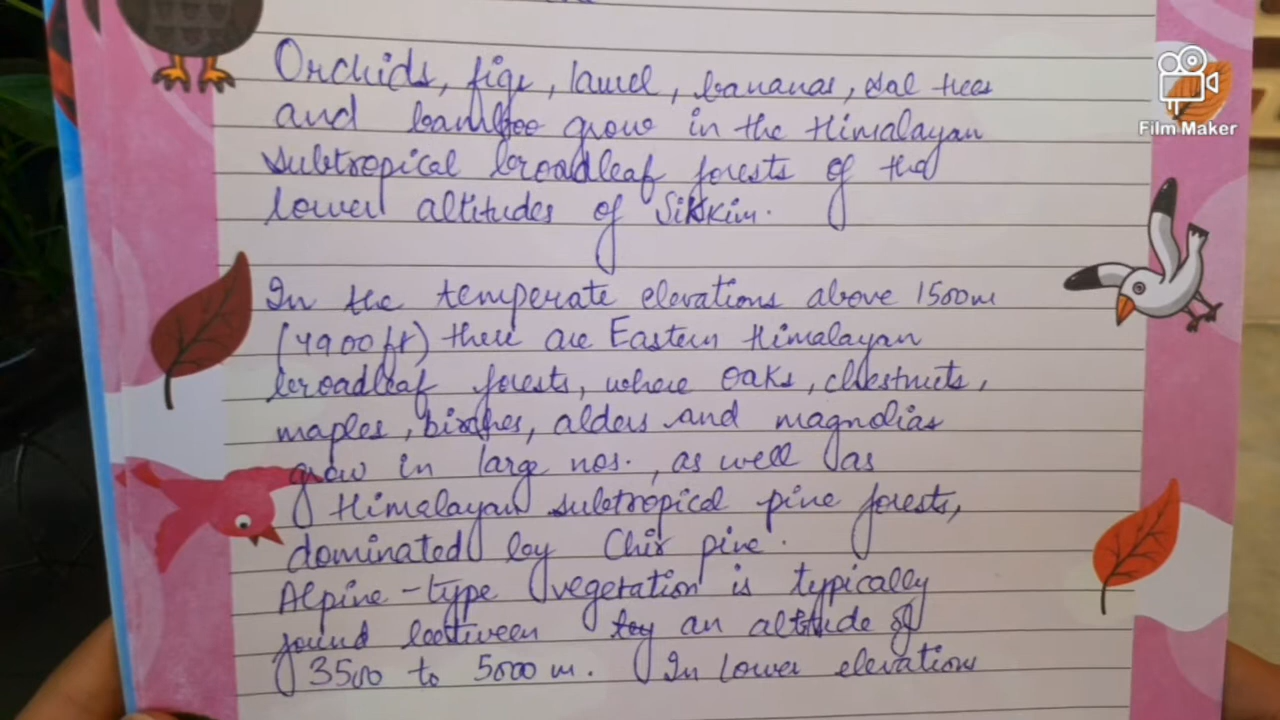 Orchids, figs, laurel, bananas, sal trees
and bamboo grow in the Himalayan
subtropical broadleaf forests of the
lower altitudes of Sikkim.
In the temperate elevations above 1500m
(4900ft) there are Eastern Himalayan
broadleaf forests, where oaks, chestnuts,
maples, birches, alders and magnolias
grow in large nos., as well as
Himalayan subtropical pine forests,
dominated by Chir pine.
Alpine-type vegetation is typically
found between an altitude of
3500 to 5000 m. In lower elevations
Film Maker